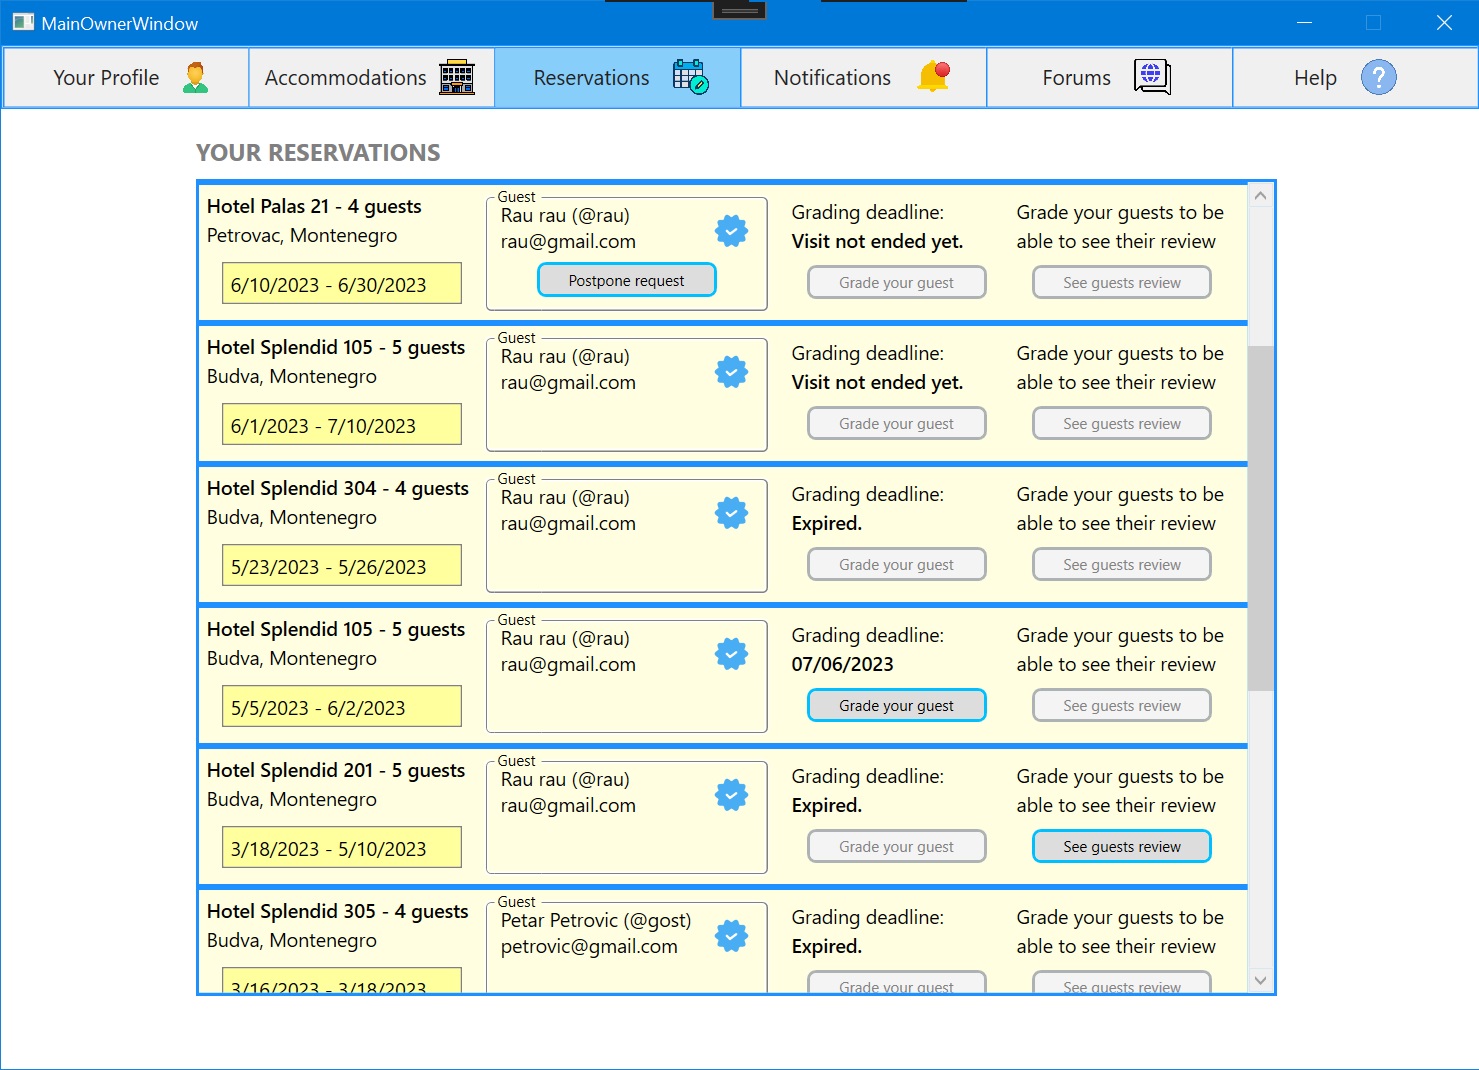 MainOwnerWindow
Your Profile Accommodations Reservations Notifications Forums Help ?
YOUR RESERVATIONS
Hotel Palas 21 - 4 guests
Petrovac, Montenegro
6/10/2023 - 6/30/2023
Guest
Rau rau (@rau)
rau@gmail.com
Postpone request
Grading deadline:
Visit not ended yet.
Grade your guest
Grade your guests to be
able to see their review
See guests review
Hotel Splendid 105 - 5 guests
Budva, Montenegro
6/1/2023 - 7/10/2023
Guest
Rau rau (@rau)
rau@gmail.com
Grading deadline:
Visit not ended yet.
Grade your guest
Grade your guests to be
able to see their review
See guests review
Hotel Splendid 304 - 4 guests
Budva, Montenegro
5/23/2023 - 5/26/2023
Guest
Rau rau (@rau)
rau@gmail.com
Grading deadline:
Expired.
Grade your guest
Grade your guests to be
able to see their review
See guests review
Hotel Splendid 105 - 5 guests
Budva, Montenegro
5/5/2023 - 6/2/2023
Guest
Rau rau (@rau)
rau@gmail.com
Grading deadline:
07/06/2023
Grade your guest
Grade your guests to be
able to see their review
See guests review
Hotel Splendid 201 - 5 guests
Budva, Montenegro
3/18/2023 - 5/10/2023
Guest
Rau rau (@rau)
rau@gmail.com
Grading deadline:
Expired.
Grade your guest
Grade your guests to be
able to see their review
See guests review
Hotel Splendid 305 - 4 guests
Budva, Montenegro
3/16/2023 - 3/18/2023
Guest
Petar Petrovic (@gost)
petrovic@gmail.com
Grading deadline:
Expired.
Grade your guest
Grade your guests to be
able to see their review
See guests review